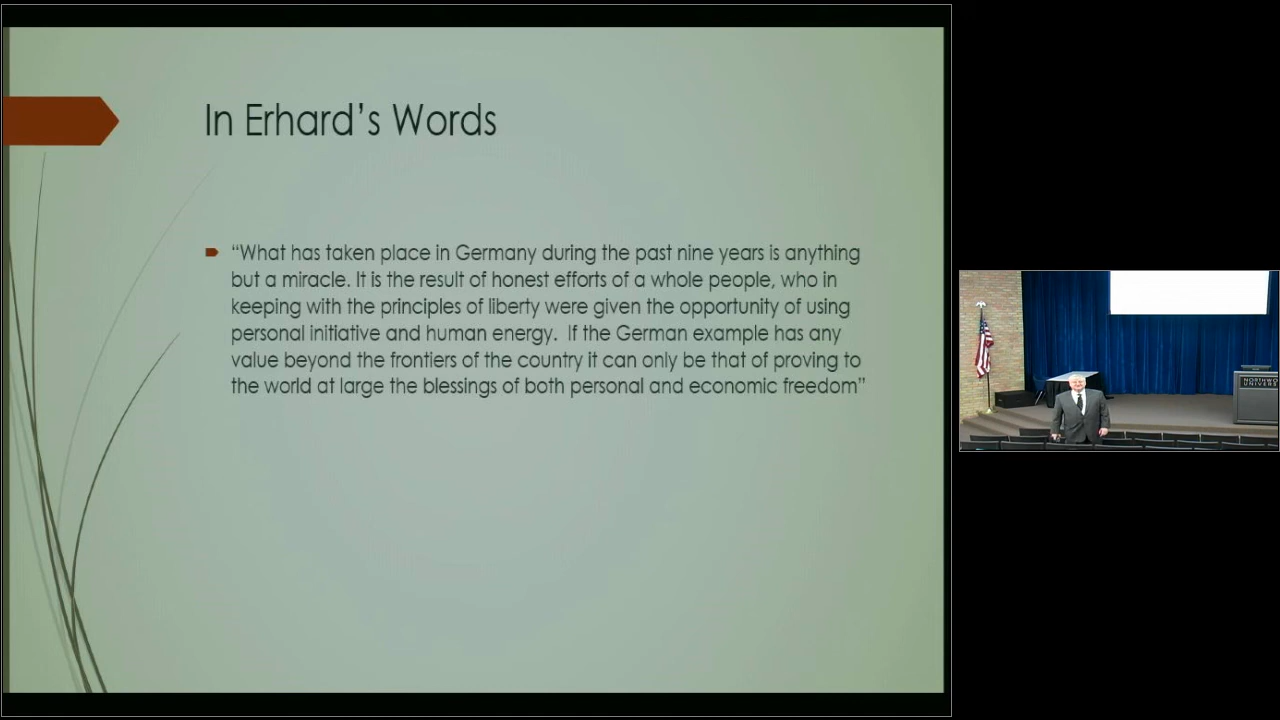 In Erhard's Words
“What has taken place in Germany during the past nine years is anything
but a miracle. It is the result of honest efforts of a whole people, who in
keeping with the principles of liberty were given the opportunity of using
personal initiative and human energy.  If the German example has any
value beyond the frontiers of the country it can only be that of proving to
the world at large the blessings of both personal and economic freedom”